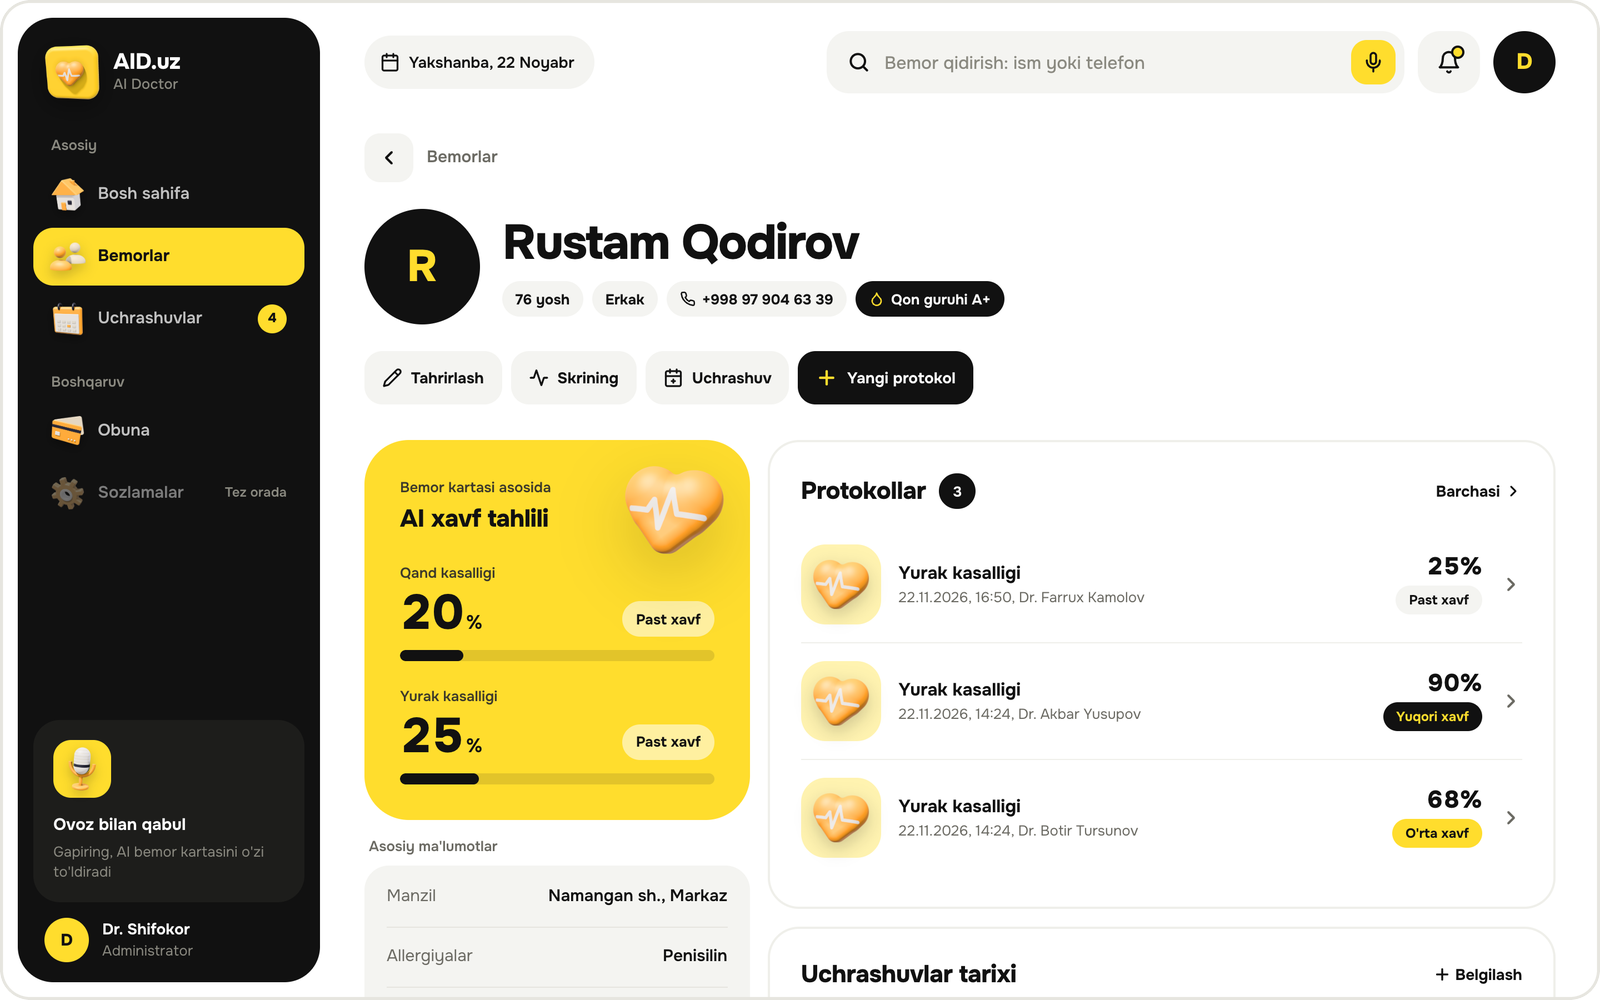 AID.uz
AI Doctor
Asosiy
Bosh sahifa
Bemorlar
Uchrashuvlar
4
Boshqaruv
Obuna
Sozlamalar
Tez orada
Ovoz bilan qabul
Gapiring, AI bemor kartasini o'zi
to'ldiradi
D
Dr. Shifokor
Administrator
Yakshanba, 22 Noyabr
Bemor qidirish: ism yoki telefon
D
Bemorlar
R
Rustam Qodirov
76 yosh
Erkak
+998 97 904 63 39
Qon guruhi A+
Tahrirlash
Skrining
Uchrashuv
Yangi protokol
Bemor kartasi asosida
AI xavf tahlili
Qand kasalligi
20%
Past xavf
Yurak kasalligi
25%
Past xavf
Asosiy ma'lumotlar
Manzil
Namangan sh., Markaz
Allergiyalar
Penisilin
Protokollar
3
Barchasi
Yurak kasalligi
22.11.2026, 16:50, Dr. Farrux Kamolov
25%
Past xavf
Yurak kasalligi
22.11.2026, 14:24, Dr. Akbar Yusupov
90%
Yuqori xavf
Yurak kasalligi
22.11.2026, 14:24, Dr. Botir Tursunov
68%
O'rta xavf
Uchrashuvlar tarixi
+ Belgilash